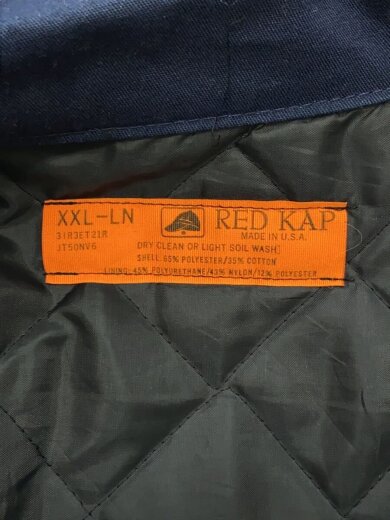 XXL-LN
RED KAP
MADE IN U.S.A.
31R3ET21R
JT50NV6
DRY CLEAN OR LIGHT SOIL WASH
SHELL: 65% POLYESTER/35% COTTON
LINING: 45% POLYURETHANE/43% NYLON/12% POLYESTER